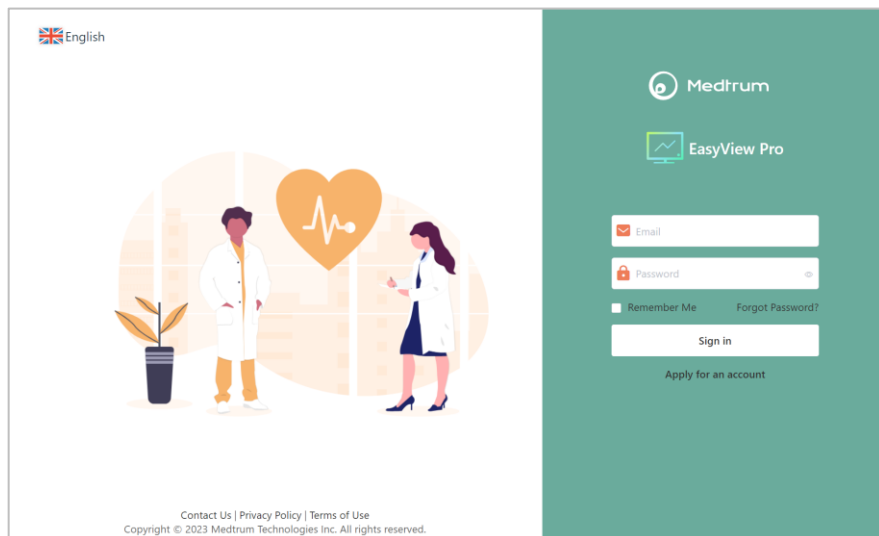 English
Medtrum
EasyView Pro
Email
Password
Remember Me Forgot Password?
Sign in
Apply for an account
Contact Us | Privacy Policy | Terms of Use
Copyright © 2023 Medtrum Technologies Inc. All rights reserved.